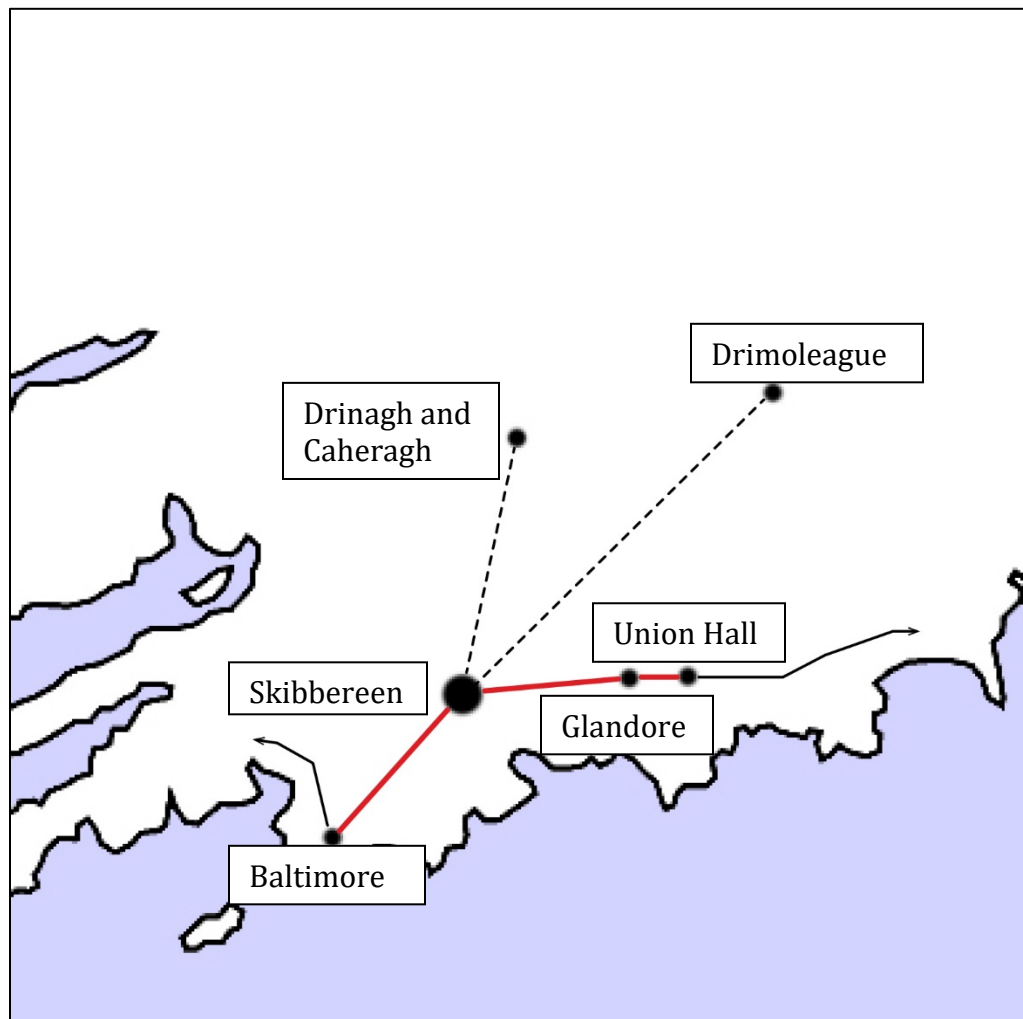 Drimoleague
Drinagh and
Caheragh
Union Hall
Skibbereen
Glandore
Baltimore